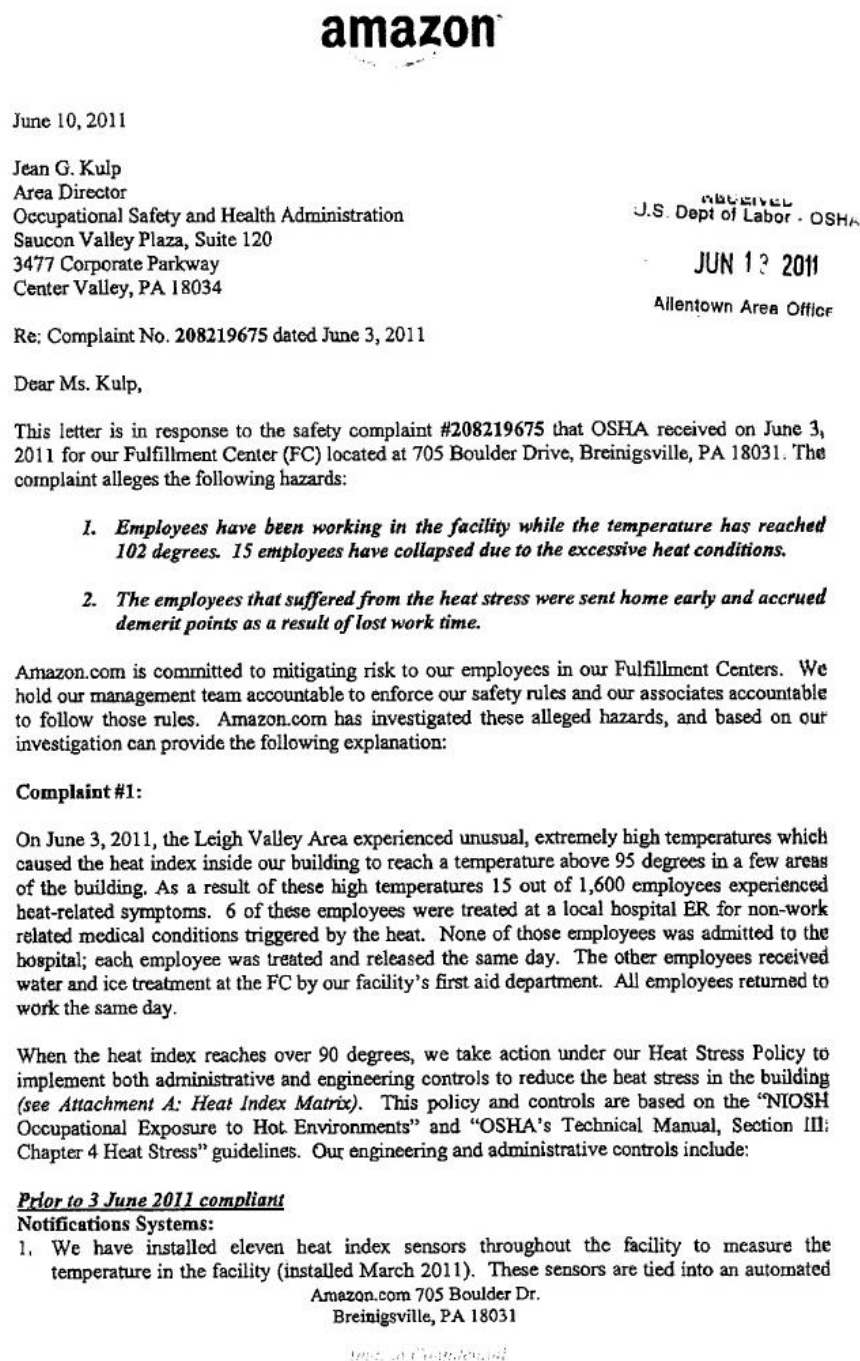 amazon
June 10, 2011
Jean G. Kulp
Area Director
Occupational Safety and Health Administration
Saucon Valley Plaza, Suite 120
3477 Corporate Parkway
Center Valley, PA 18034
U.S. Dept of Labor - OSHA
JUN 13 2011
Allentown Area Office
Re: Complaint No. 208219675 dated June 3, 2011
Dear Ms. Kulp,
This letter is in response to the safety complaint #208219675 that OSHA received on June 3,
2011 for our Fulfillment Center (FC) located at 705 Boulder Drive, Breinigsville, PA 18031. The
complaint alleges the following hazards:
1. Employees have been working in the facility while the temperature has reached
102 degrees. 15 employees have collapsed due to the excessive heat conditions.
2. The employees that suffered from the heat stress were sent home early and accrued
demerit points as a result of lost work time.
Amazon.com is committed to mitigating risk to our employees in our Fulfillment Centers. We
hold our management team accountable to enforce our safety rules and our associates accountable
to follow those rules. Amazon.com has investigated these alleged hazards, and based on our
investigation can provide the following explanation:
Complaint #1:
On June 3, 2011, the Leigh Valley Area experienced unusual, extremely high temperatures which
caused the heat index inside our building to reach a temperature above 95 degrees in a few areas
of the building. As a result of these high temperatures 15 out of 1,600 employees experienced
heat-related symptoms. 6 of these employees were treated at a local hospital ER for non-work
related medical conditions triggered by the heat. None of those employees was admitted to the
hospital; each employee was treated and released the same day. The other employees received
water and ice treatment at the FC by our facility's first aid department. All employees returned to
work the same day.
When the heat index reaches over 90 degrees, we take action under our Heat Stress Policy to
implement both administrative and engineering controls to reduce the heat stress in the building
(see Attachment A: Heat Index Matrix). This policy and controls are based on the "NIOSH
Occupational Exposure to Hot Environments" and "OSHA's Technical Manual, Section III:
Chapter 4 Heat Stress" guidelines. Our engineering and administrative controls include:
Prior to 3 June 2011 compliant
Notifications Systems:
1. We have installed eleven heat index sensors throughout the facility to measure the
temperature in the facility (installed March 2011). These sensors are tied into an automated
Amazon.com 705 Boulder Dr.
Breinigsville, PA 18031